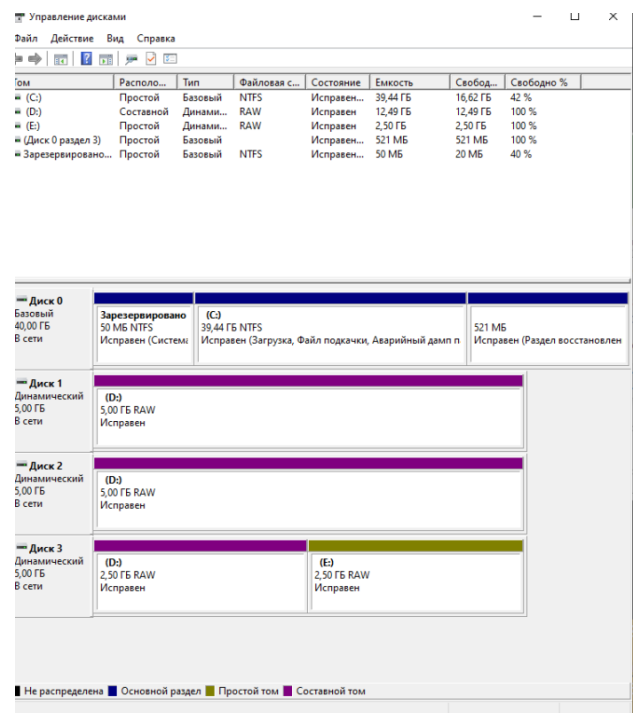 Управление дисками
Файл Действие Вид Справка
Том Располо... Тип Файловая с... Состояние Емкость Свобод... Свободно %
(C:) Простой Базовый NTFS Исправен... 39,44 ГБ 16,62 ГБ 42 %
(D:) Составной Динами... RAW Исправен 12,49 ГБ 12,49 ГБ 100 %
(E:) Простой Динами... RAW Исправен 2,50 ГБ 2,50 ГБ 100 %
(Диск 0 раздел 3) Простой Базовый Исправен... 521 МБ 521 МБ 100 %
Зарезервировано... Простой Базовый NTFS Исправен... 50 МБ 20 МБ 40 %
Диск 0
Базовый
40,00 ГБ
В сети
Зарезервировано
50 МБ NTFS
Исправен (Система
(C:)
39,44 ГБ NTFS
Исправен (Загрузка, Файл подкачки, Аварийный дамп п
521 МБ
Исправен (Раздел восстановлен
Диск 1
Динамический
5,00 ГБ
В сети
(D:)
5,00 ГБ RAW
Исправен
Диск 2
Динамический
5,00 ГБ
В сети
(D:)
5,00 ГБ RAW
Исправен
Диск 3
Динамический
5,00 ГБ
В сети
(D:)
2,50 ГБ RAW
Исправен
(E:)
2,50 ГБ RAW
Исправен
Не распределена Основной раздел Простой том Составной том